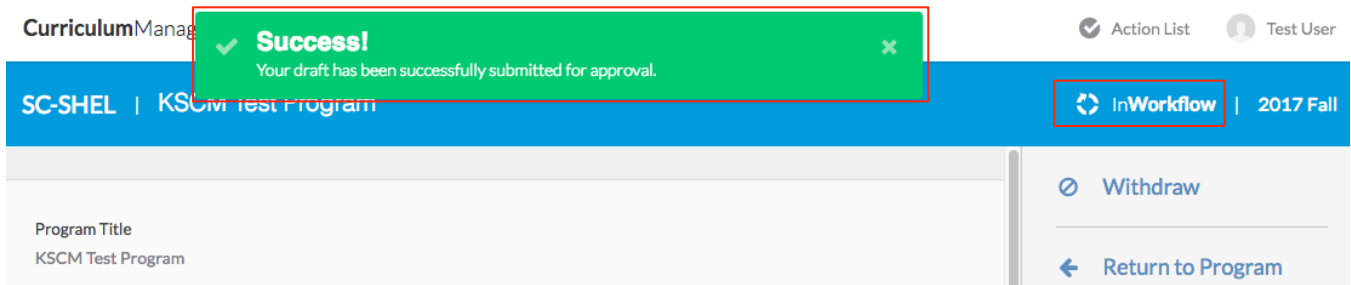 CurriculumManag
Success!
Your draft has been successfully submitted for approval.
Action List
Test User
SC-SHEL | KSCM Test Program
InWorkflow | 2017 Fall
Withdraw
Program Title
KSCM Test Program
Return to Program